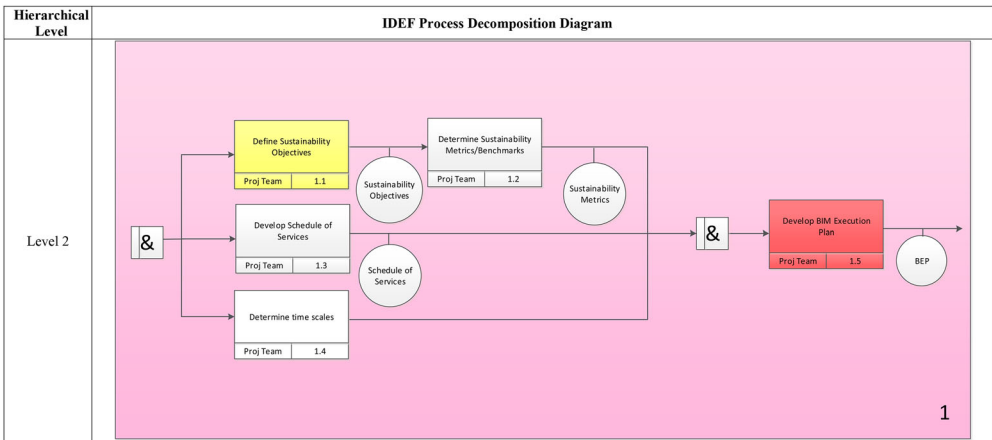 Hierarchical
Level
IDEF Process Decomposition Diagram
Level 2
&
Define Sustainability
Objectives
Proj Team 1.1
Sustainability
Objectives
Determine Sustainability
Metrics/Benchmarks
Proj Team 1.2
Sustainability
Metrics
Develop Schedule of
Services
Proj Team 1.3
Schedule of
Services
Determine time scales
Proj Team 1.4
&
Develop BIM Execution
Plan
Proj Team 1.5
BEP
1